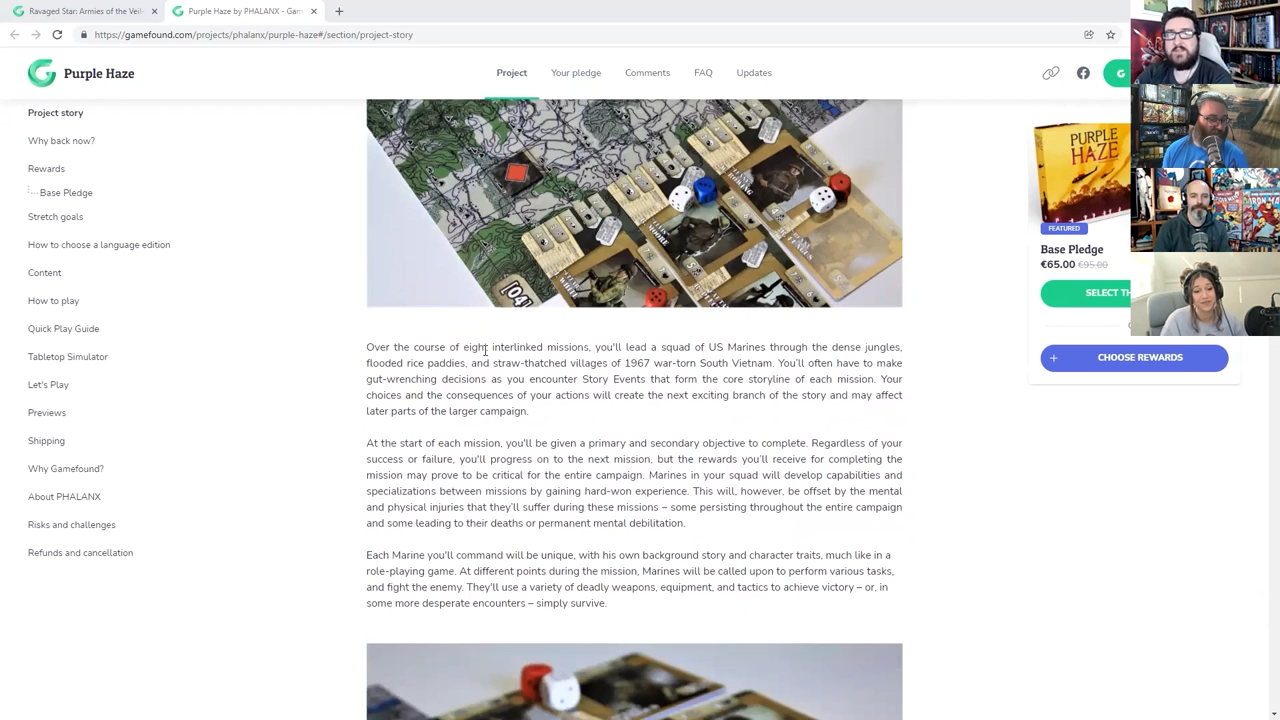 Ravaged Star: Armies of the Veil-
Purple Haze by PHALANX - Gam
https://gamefound.com/projects/phalanx/purple-haze#/section/project-story
Purple Haze
Project
Your pledge
Comments
FAQ
Updates
Project story
Why back now?
Rewards
Base Pledge
Stretch goals
How to choose a language edition
Content
How to play
Quick Play Guide
Tabletop Simulator
Let's Play
Previews
Shipping
Why Gamefound?
About PHALANX
Risks and challenges
Refunds and cancellation
MOORE
[04]
Over the course of eight interlinked missions, you'll lead a squad of US Marines through the dense jungles,
flooded rice paddies, and straw-thatched villages of 1967 war-torn South Vietnam. You'll often have to make
gut-wrenching decisions as you encounter Story Events that form the core storyline of each mission. Your
choices and the consequences of your actions will create the next exciting branch of the story and may affect
later parts of the larger campaign.
At the start of each mission, you'll be given a primary and secondary objective to complete. Regardless of your
success or failure, you'll progress on to the next mission, but the rewards you'll receive for completing the
mission may prove to be critical for the entire campaign. Marines in your squad will develop capabilities and
specializations between missions by gaining hard-won experience. This will, however, be offset by the mental
and physical injuries that they'll suffer during these missions – some persisting throughout the entire campaign
and some leading to their deaths or permanent mental debilitation.
Each Marine you'll command will be unique, with his own background story and character traits, much like in a
role-playing game. At different points during the mission, Marines will be called upon to perform various tasks,
and fight the enemy. They'll use a variety of deadly weapons, equipment, and tactics to achieve victory – or, in
some more desperate encounters – simply survive.
PURPLE
HAZE
FEATURED
Base Pledge
€65.00 €95.00
SELECT TH
+ CHOOSE REWARDS